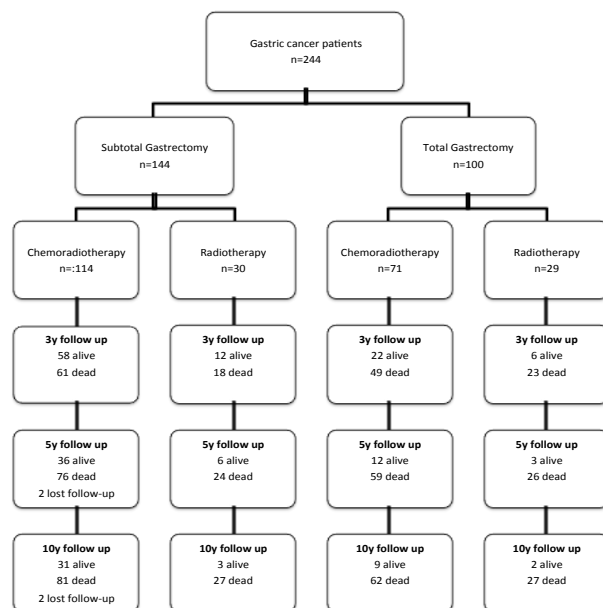 Gastric cancer patients
n=244
Subtotal Gastrectomy
n=144
Total Gastrectomy
n=100
Chemoradiotherapy
n=:114
Radiotherapy
n=30
Chemoradiotherapy
n=71
Radiotherapy
n=29
3y follow up
58 alive
61 dead
3y follow up
12 alive
18 dead
3y follow up
22 alive
49 dead
3y follow up
6 alive
23 dead
5y follow up
36 alive
76 dead
2 lost follow-up
5y follow up
6 alive
24 dead
5y follow up
12 alive
59 dead
5y follow up
3 alive
26 dead
10y follow up
31 alive
81 dead
2 lost follow-up
10y follow up
3 alive
27 dead
10y follow up
9 alive
62 dead
10y follow up
2 alive
27 dead